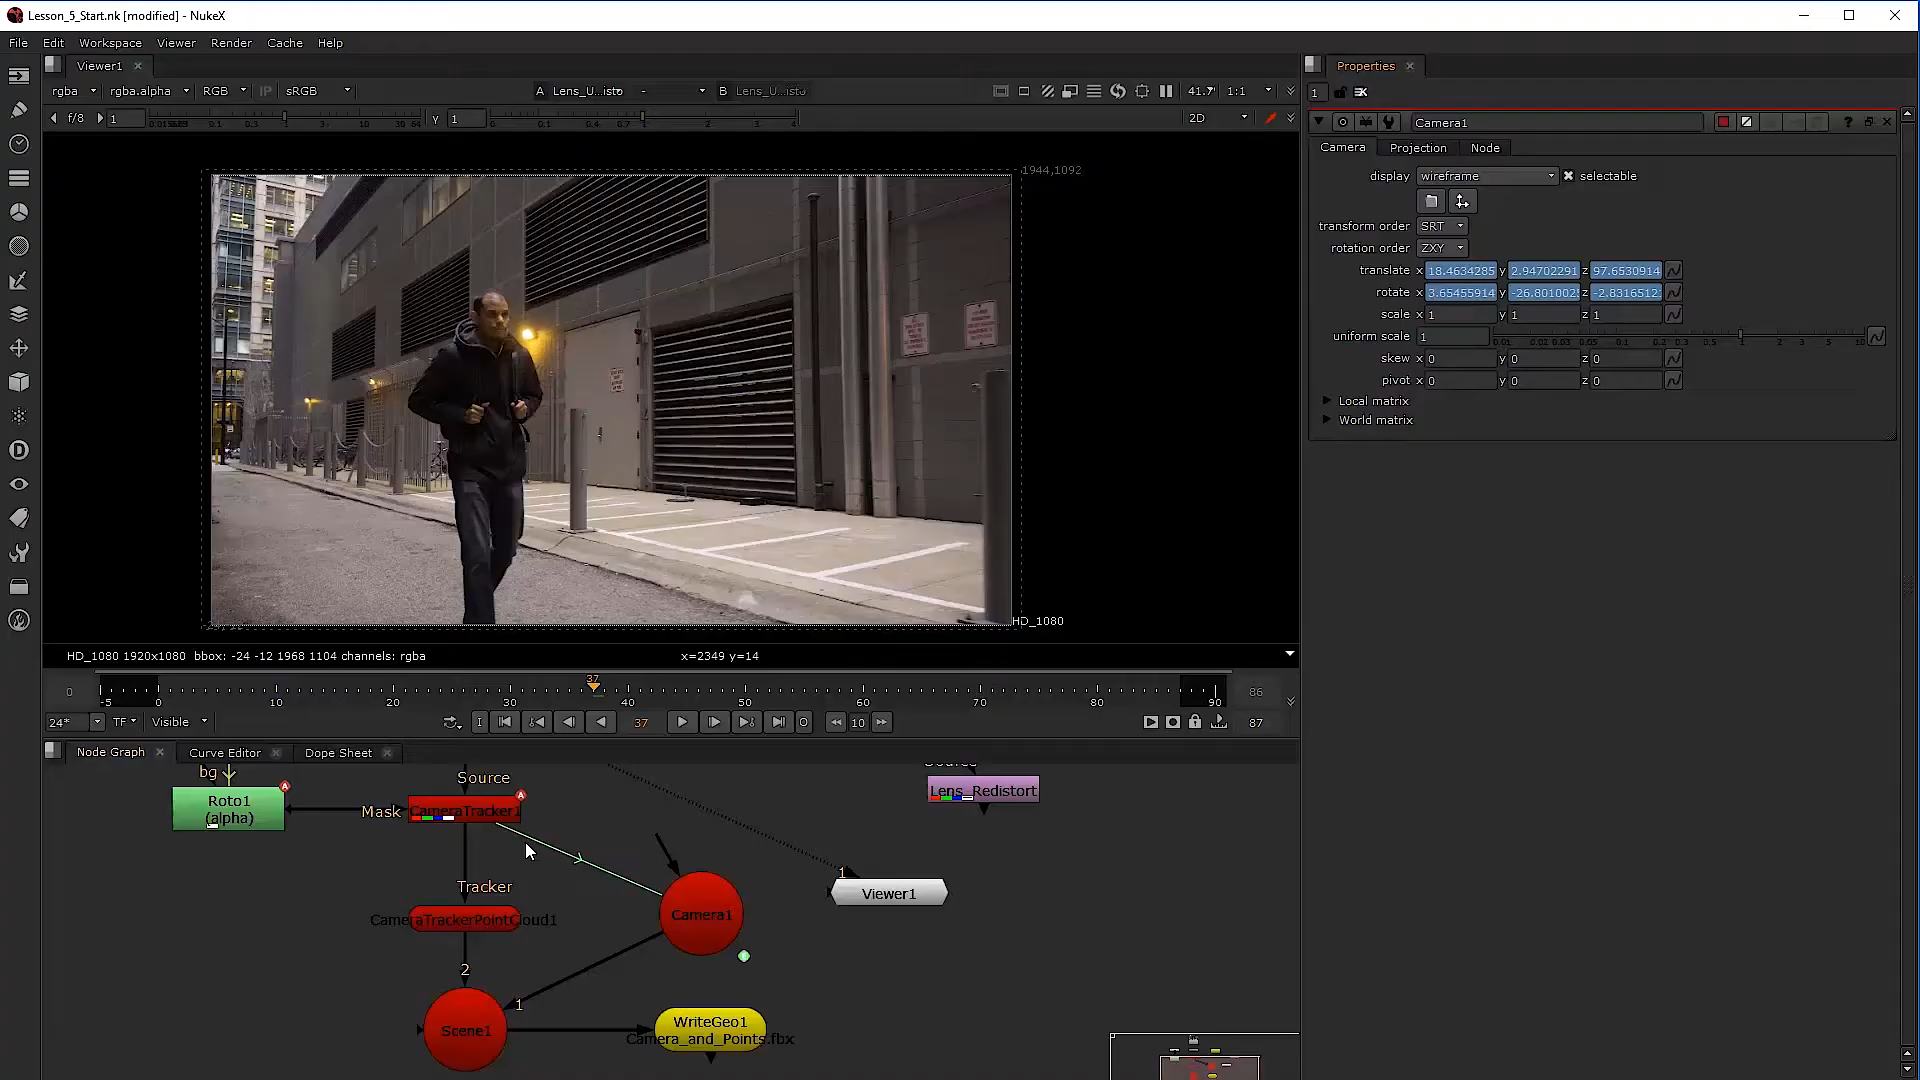 Lesson_5_Start.nk [modified] - NukeX
File Edit Workspace Viewer Render Cache Help
Viewer1
rgba rgba.alpha RGB IP sRGB A Lens_U...isto - B Lens_U...isto 1:1
f/8 1 y 1 2D
1944,1092
HD_1080
HD_1080 1920x1080 bbox: -24 -12 1968 1104 channels: rgba x=2349 y=14
37
0 86
-5 0 10 20 30 40 50 60 70 80 90
24* TF Visible I 37 O 10 87
Node Graph Curve Editor Dope Sheet
bg
Source
Roto1
(alpha)
Mask
CameraTracker1
Lens_Redistort
Tracker
CameraTrackerPointCloud1
Camera1
1
Viewer1
2
1
Scene1
WriteGeo1
Camera_and_Points.fbx
Properties
1
Camera1
Camera Projection Node
display wireframe selectable
transform order SRT
rotation order ZXY
translate x 18.4634285 y 2.94702291 z 97.6530914
rotate x 3.65455914 y -26.8010025 z -2.8316512
scale x 1 y 1 z 1
uniform scale 1
skew x 0 y 0 z 0
pivot x 0 y 0 z 0
Local matrix
World matrix